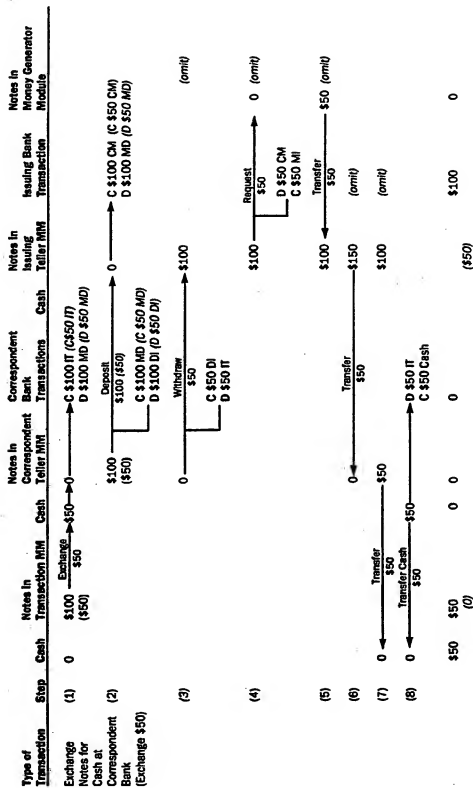 Type of Transaction Step Cash Notes in Transaction MM Cash Notes in Correspondent Teller MM Correspondent Bank Transactions Cash Notes in Issuing Teller MM Issuing Bank Transaction Notes in Money Generator Module
Exchange Notes for Cash at Correspondent Bank (Exchange $50)
(1) 0 $100 ($50) Exchange $50 $50 0 C $100 IT (C$50 IT)
D $100 MD (D $50 MD)
(2) $100 ($50) Deposit $100 ($50) 0 C $100 CM (C $50 CM)
D $100 MD (D $50 MD)
C $100 MD (C $50 MD)
D $100 DI (D $50 DI)
(3) 0 Withdraw $50 $100 (omit)
C $50 DI
D $50 IT
(4) $100 Request $50 0 (omit)
D $50 CM
C $50 MI
(5) $100 Transfer $50 $50 (omit)
(6) 0 Transfer $50 $150 (omit)
(7) 0 Transfer $50 $50 $100 (omit)
(8) 0 Transfer Cash $50 $50 0 D $50 IT
C $50 Cash
$50 $50 0 0 0 $100 0
(0) ($50)